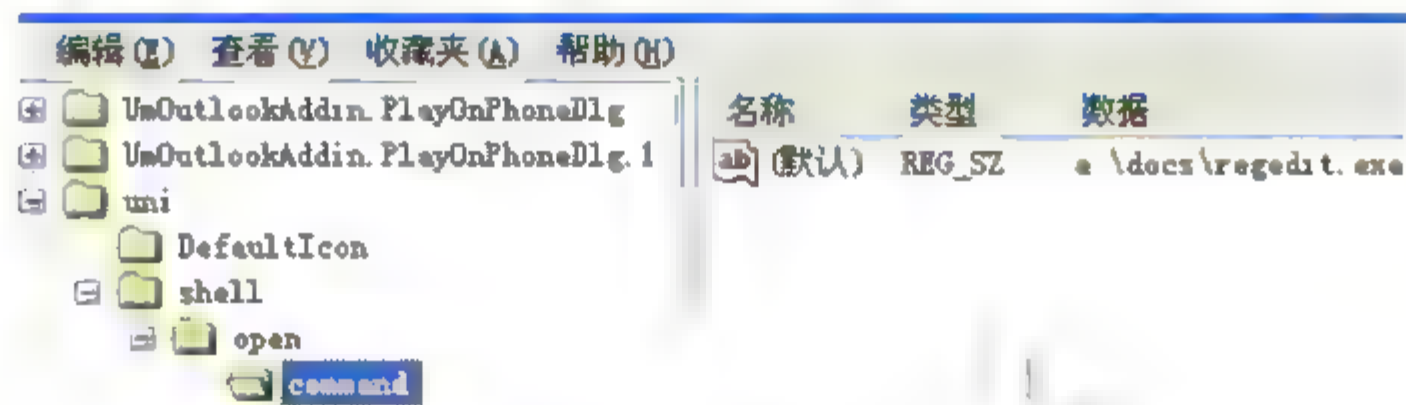 编辑(E) 查看(V) 收藏夹(A) 帮助(H)
UmOutlookAddin.PlayOnPhoneDlg
UmOutlookAddin.PlayOnPhoneDlg.1
uni
DefaultIcon
shell
open
command
名称 类型 数据
ab (默认) REG_SZ e \docs\regedit.exe